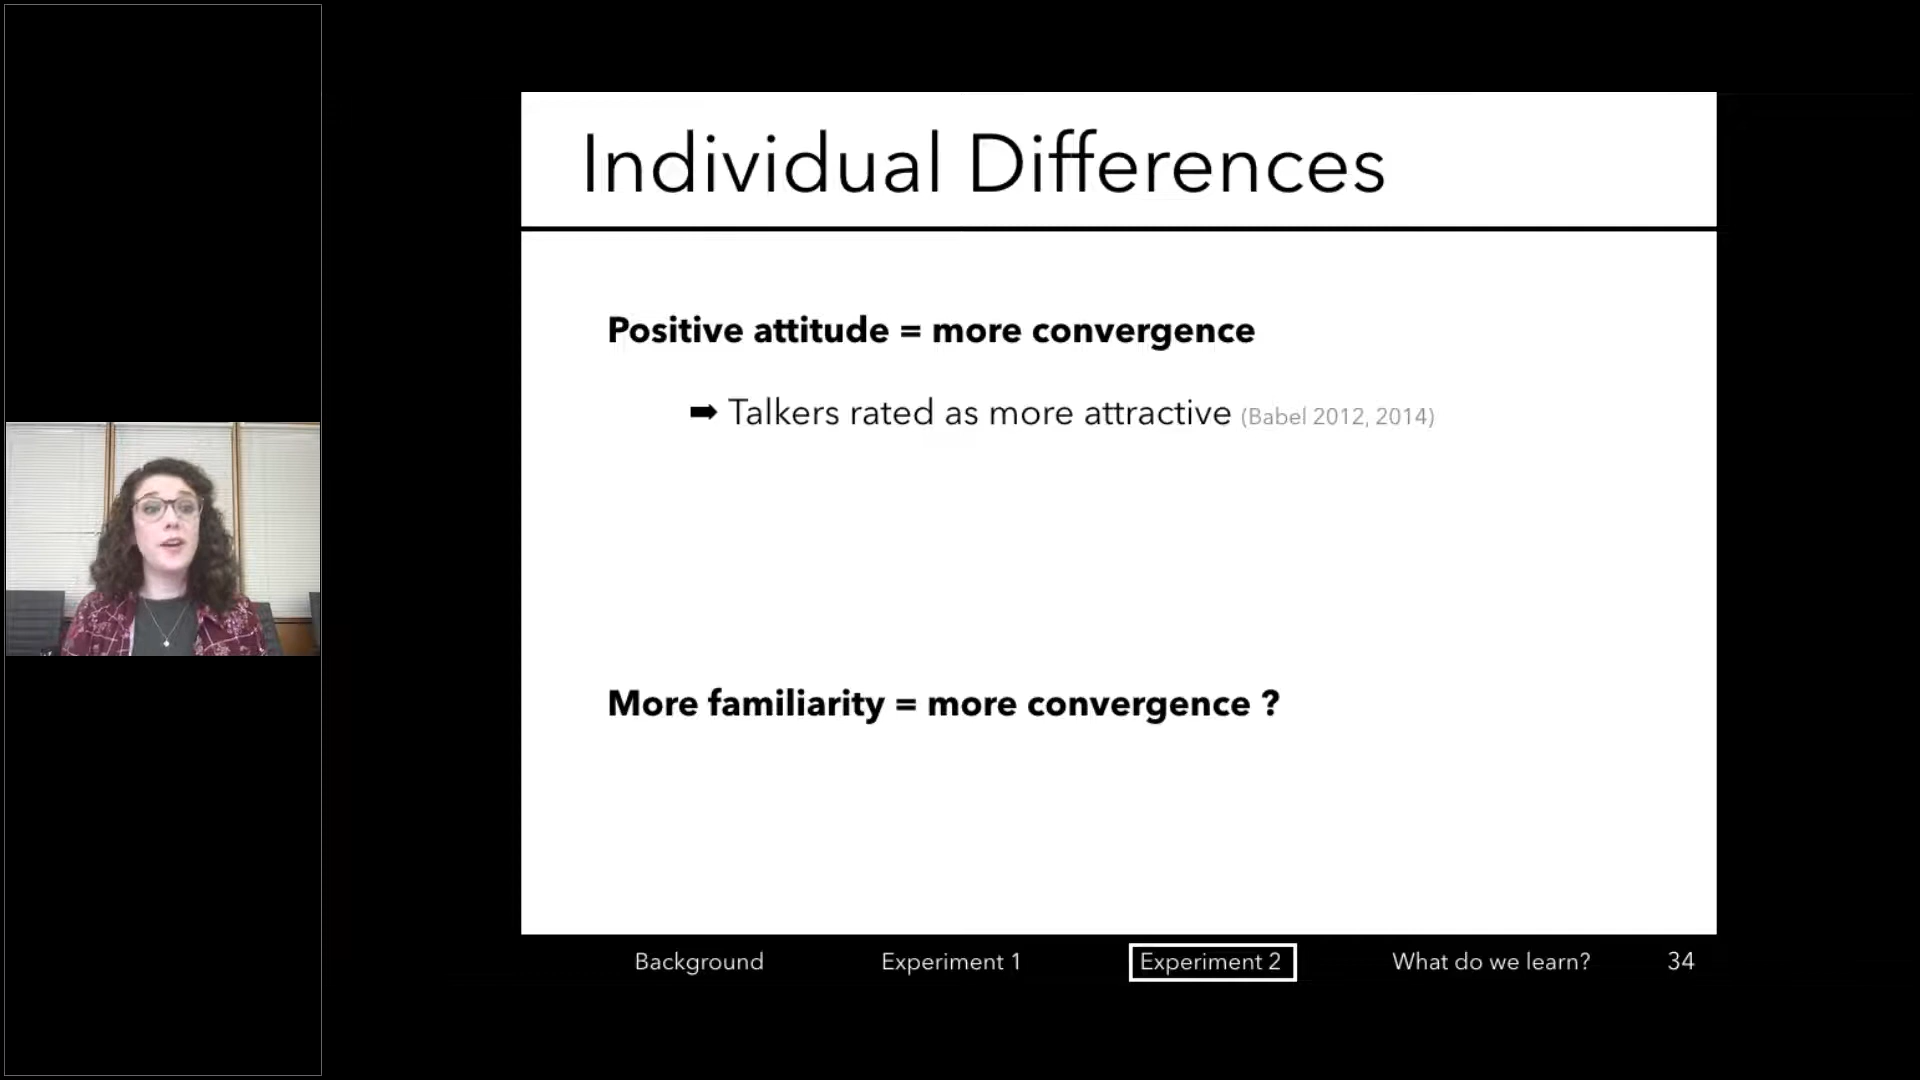 Individual Differences
Positive attitude = more convergence
➡ Talkers rated as more attractive (Babel 2012, 2014)
More familiarity = more convergence ?
Background Experiment 1 Experiment 2 What do we learn? 34